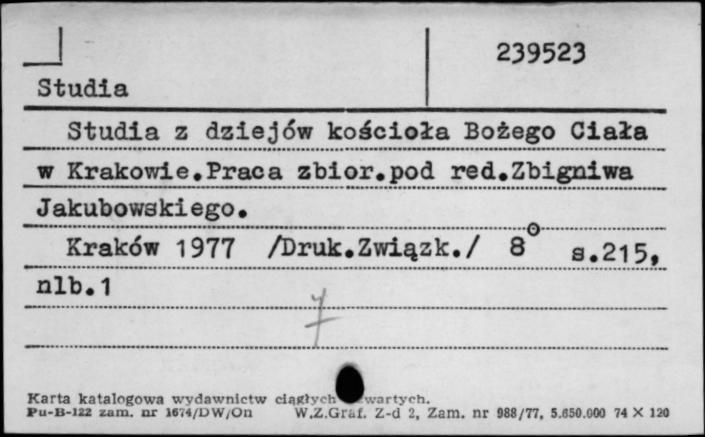 239523
Studia
Studia z dziejów kościoła Bożego Ciała
w Krakowie.Praca zbior.pod red.Zbigniwa
Jakubowskiego.
Kraków 1977 /Druk.Związk./ 8° s.215,
nlb.1
Karta katalogowa wydawnictw ciągłych wartych.
Pu-B-122 zam. nr 1674/DW/On W.Z.Graf. Z-d 2, Zam. nr 988/77, 5.650.000 74 X 120